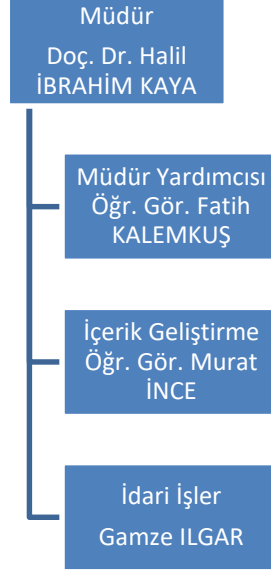 Müdür
Doç. Dr. Halil
İBRAHİM KAYA
Müdür Yardımcısı
Öğr. Gör. Fatih
KALEMKUŞ
İçerik Geliştirme
Öğr. Gör. Murat
İNCE
İdari İşler
Gamze ILGAR